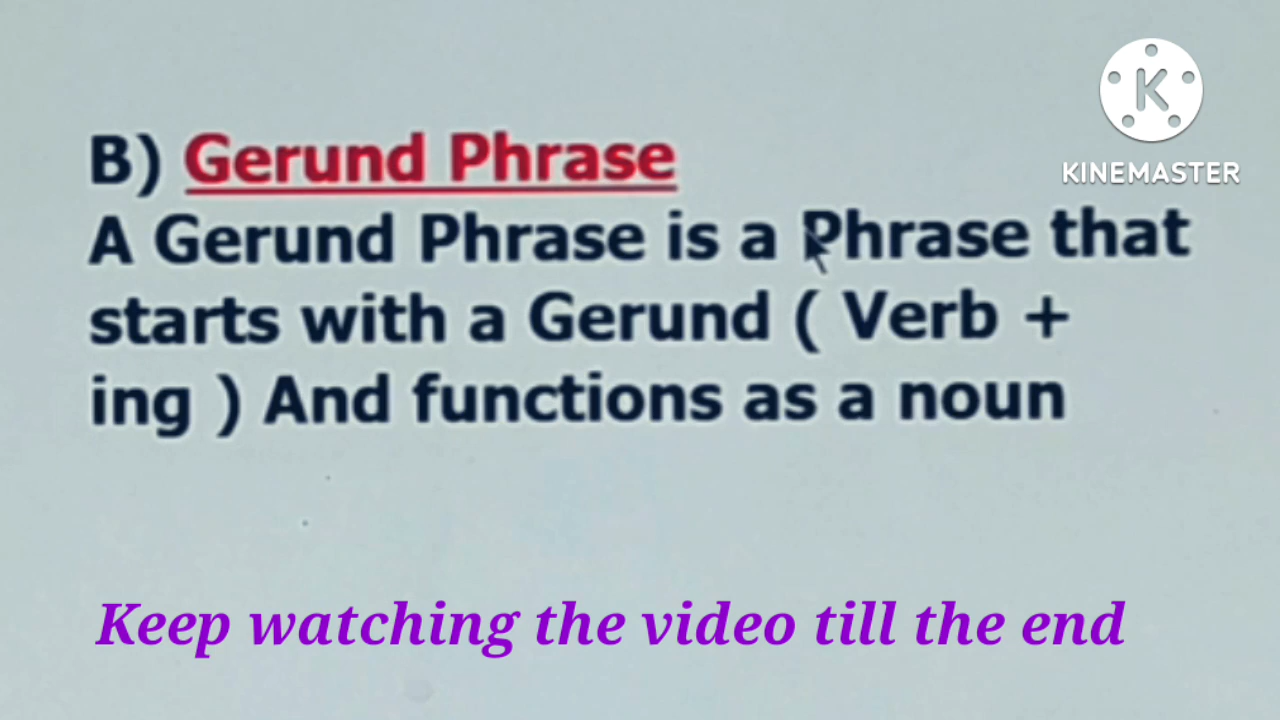 K
KINEMASTER
B) Gerund Phrase
A Gerund Phrase is a Phrase that
starts with a Gerund ( Verb +
ing ) And functions as a noun
Keep watching the video till the end